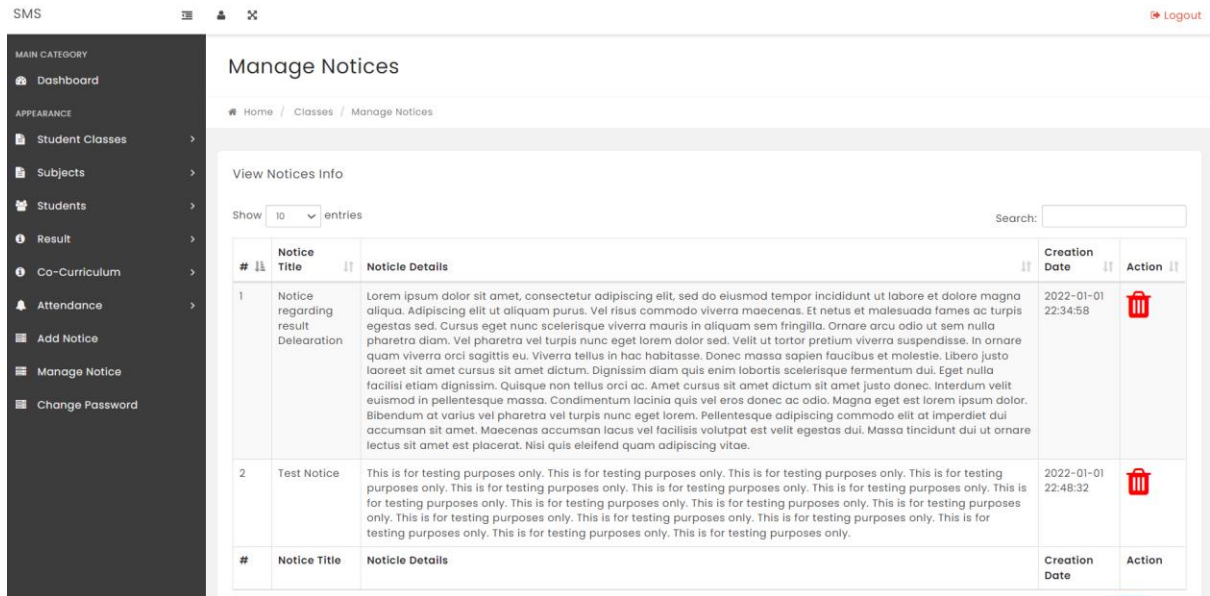 SMS
Logout
MAIN CATEGORY
Dashboard
APPEARANCE
Student Classes
Subjects
Students
Result
Co-Curriculum
Attendance
Add Notice
Manage Notice
Change Password
Manage Notices
Home / Classes / Manage Notices
View Notices Info
Show 10 entries
Search:
# Notice Title Noticle Details Creation Date Action
1
Notice
regarding
result
Delearation
Lorem ipsum dolor sit amet, consectetur adipiscing elit, sed do eiusmod tempor incididunt ut labore et dolore magna
aliqua. Adipiscing elit ut aliquam purus. Vel risus commodo viverra maecenas. Et netus et malesuada fames ac turpis
egestas sed. Cursus eget nunc scelerisque viverra mauris in aliquam sem fringilla. Ornare arcu odio ut sem nulla
pharetra diam. Vel pharetra vel turpis nunc eget lorem dolor sed. Velit ut tortor pretium viverra suspendisse. In ornare
quam viverra orci sagittis eu. Viverra tellus in hac habitasse. Donec massa sapien faucibus et molestie. Libero justo
laoreet sit amet cursus sit amet dictum. Dignissim diam quis enim lobortis scelerisque fermentum dui. Eget nulla
facilisi etiam dignissim. Quisque non tellus orci ac. Amet cursus sit amet dictum sit amet justo donec. Interdum velit
euismod in pellentesque massa. Condimentum lacinia quis vel eros donec ac odio. Magna eget est lorem ipsum dolor.
Bibendum at varius vel pharetra vel turpis nunc eget lorem. Pellentesque adipiscing commodo elit at imperdiet dui
accumsan sit amet. Maecenas accumsan lacus vel facilisis volutpat est velit egestas dui. Massa tincidunt dui ut ornare
lectus sit amet est placerat. Nisi quis eleifend quam adipiscing vitae.
2022-01-01
22:34:58
2
Test Notice
This is for testing purposes only. This is for testing purposes only. This is for testing purposes only. This is for testing
purposes only. This is for testing purposes only. This is for testing purposes only. This is for testing purposes only. This is
for testing purposes only. This is for testing purposes only. This is for testing purposes only. This is for testing purposes
only. This is for testing purposes only. This is for testing purposes only. This is for testing purposes only. This is for
testing purposes only. This is for testing purposes only. This is for testing purposes only.
2022-01-01
22:48:32
# Notice Title Noticle Details Creation Date Action